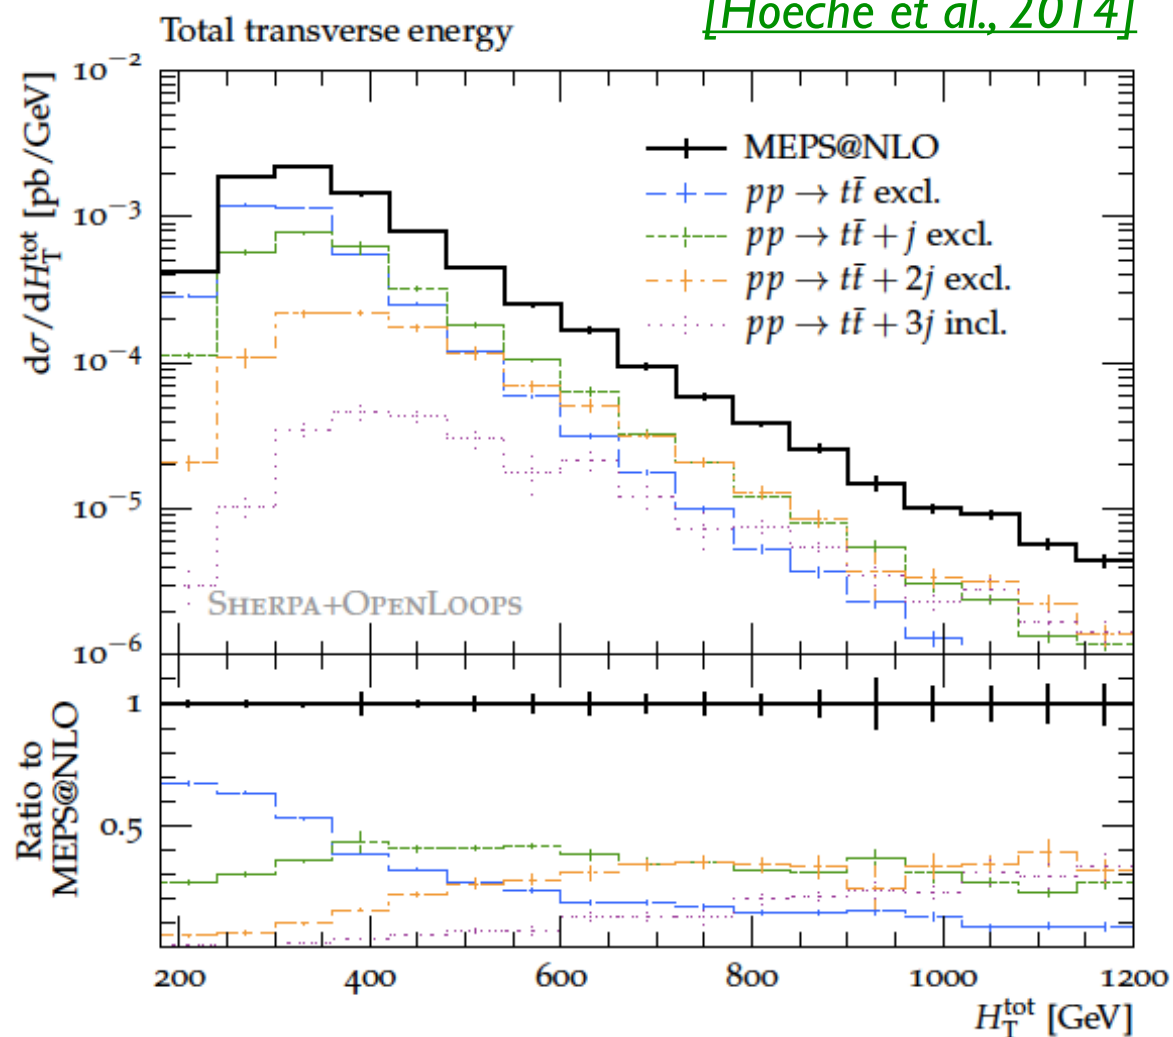 [Hoeche et al., 2014]
Total transverse energy
dσ/dH_T^tot [pb/GeV]
10^−2
10^−3
10^−4
10^−5
10^−6
MEPS@NLO
pp → tt̄ excl.
pp → tt̄ + j excl.
pp → tt̄ + 2j excl.
pp → tt̄ + 3j incl.
SHERPA+OPENLOOPS
Ratio to
MEPS@NLO
1
0.5
200 400 600 800 1000 1200
H_T^tot [GeV]